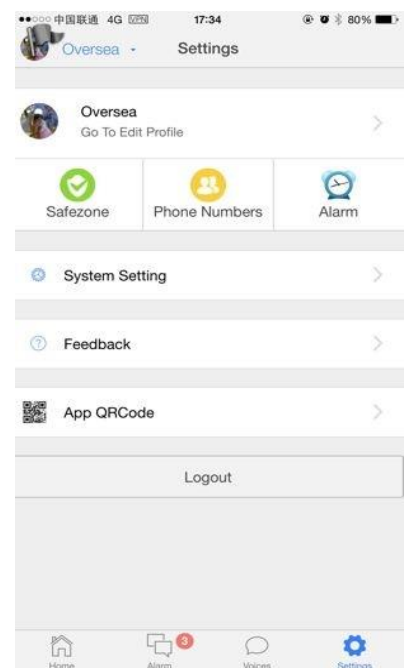 中国联通 4G VPN 17:34 80%
Oversea Settings
Oversea
Go To Edit Profile
Safezone Phone Numbers Alarm
System Setting
Feedback
App QRCode
Logout
3
Home Alarm Voices Settings